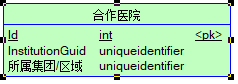 合作医院
Id int <pk>
InstitutionGuid uniqueidentifier
所属集团/区域 uniqueidentifier